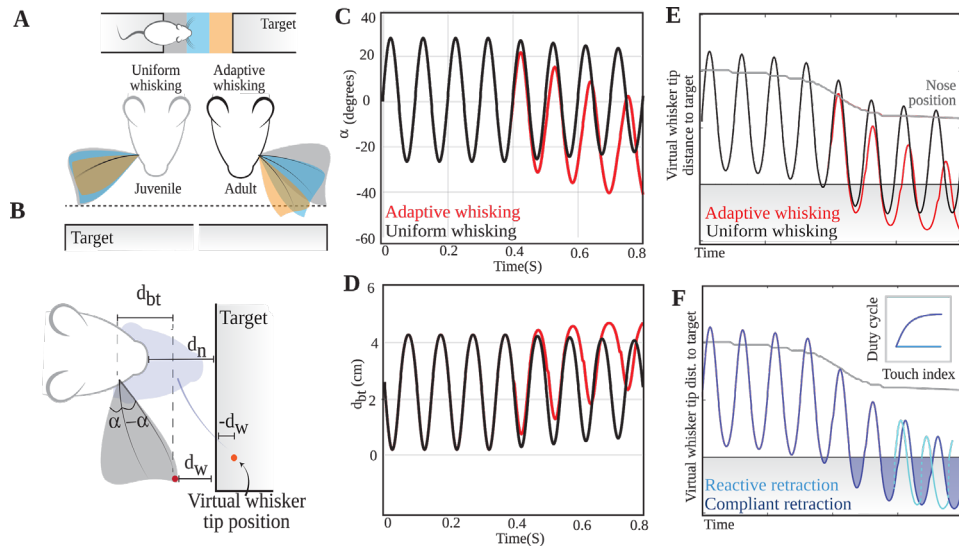 A
Target
Uniform
whisking
Adaptive
whisking
Juvenile
Adult
B
Target
d bt
Target
d n
α
–α
-d w
d w
Virtual whisker
tip position
C
40
20
0
-20
-40
-60
α (degrees)
Adaptive whisking
Uniform whisking
0
0.2
0.4
0.6
0.8
Time(S)
D
6
4
2
0
d bt (cm)
0
0.2
0.4
0.6
0.8
Time(S)
E
Virtual whisker tip
distance to target
Nose
position
Adaptive whisking
Uniform whisking
Time
F
Virtual whisker tip dist. to target
Duty cycle
Touch index
Reactive retraction
Compliant retraction
Time